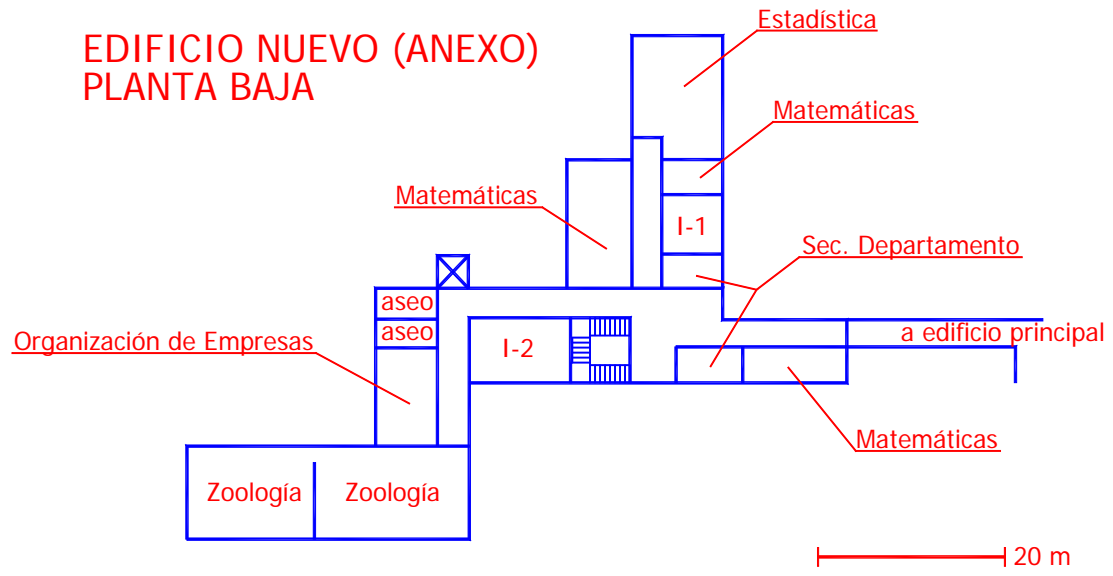 EDIFICIO NUEVO (ANEXO)
PLANTA BAJA
Estadística
Matemáticas
Matemáticas
I-1
Sec. Departamento
aseo
aseo
Organización de Empresas
I-2
a edificio principal
Matemáticas
Zoología
Zoología
20 m